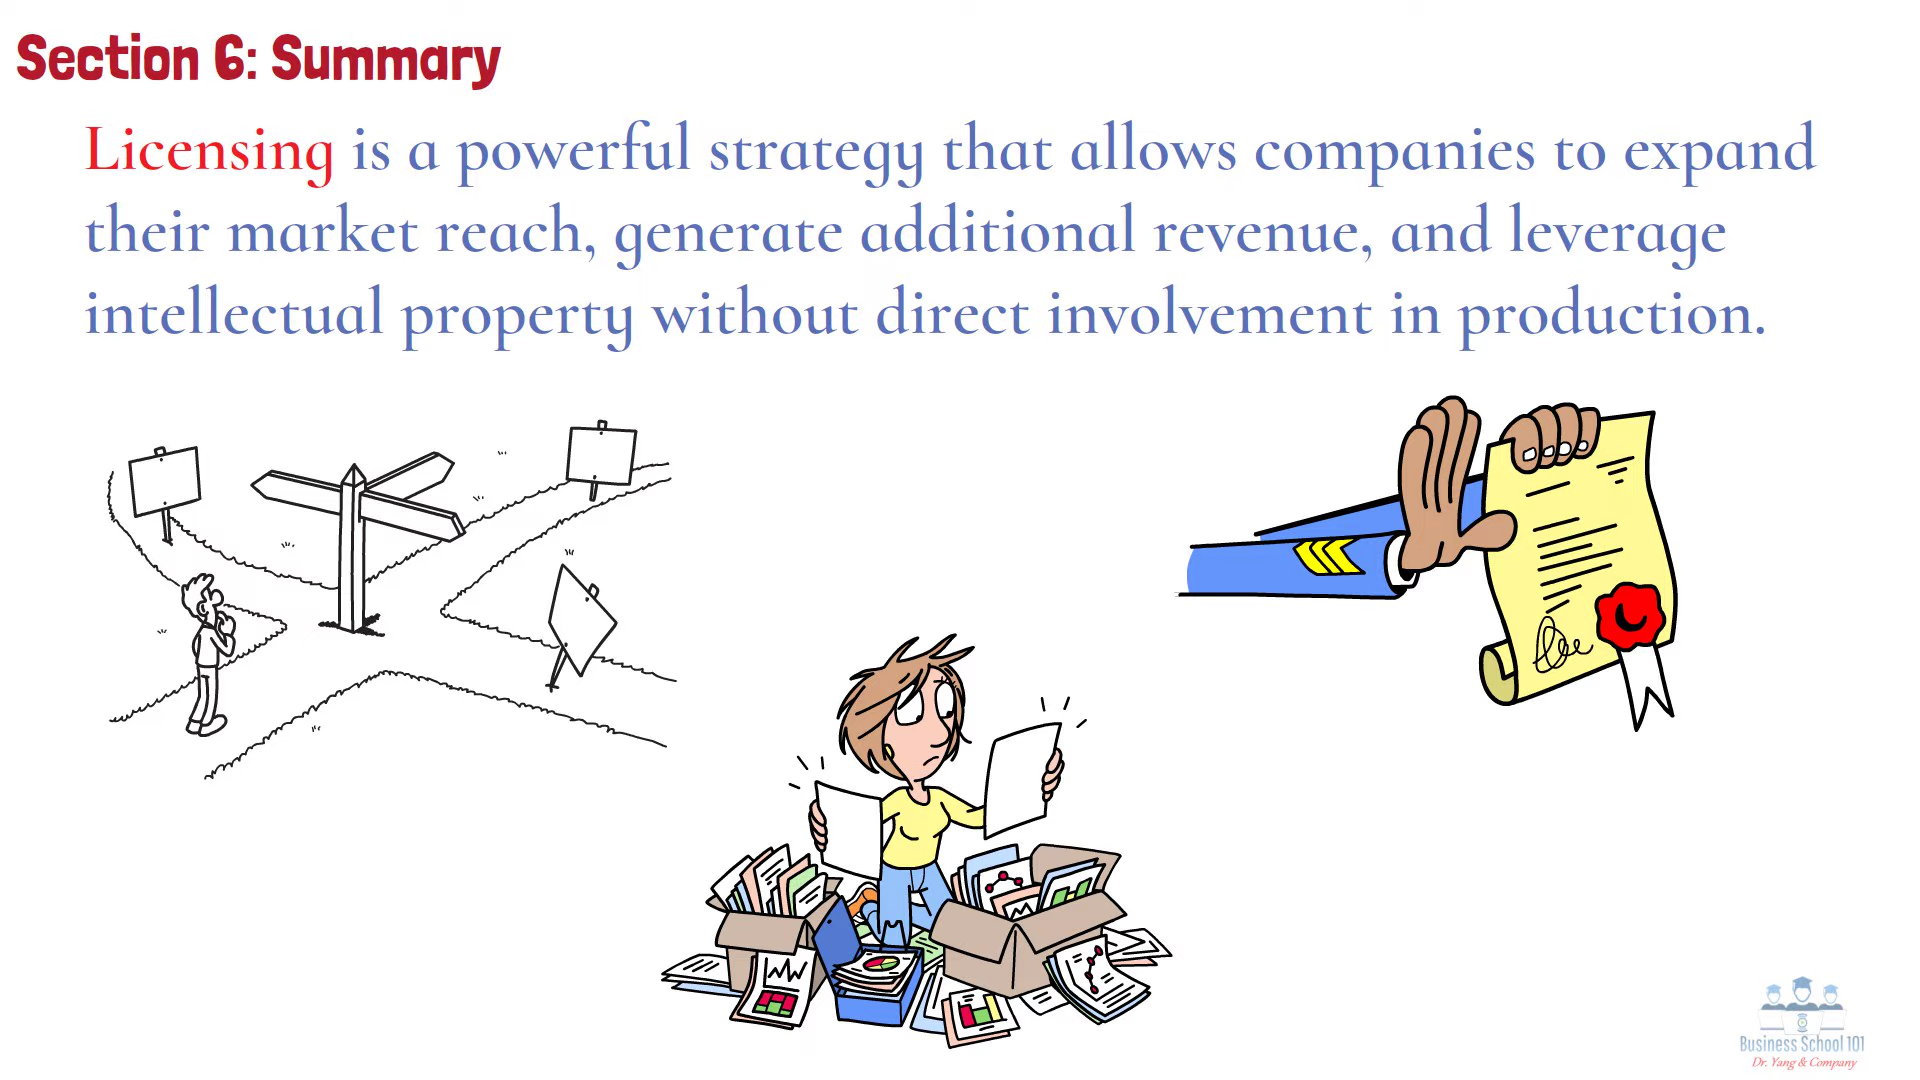 Section 6: Summary
Licensing is a powerful strategy that allows companies to expand
their market reach, generate additional revenue, and leverage
intellectual property without direct involvement in production.
Business School 101
Dr. Yang & Company